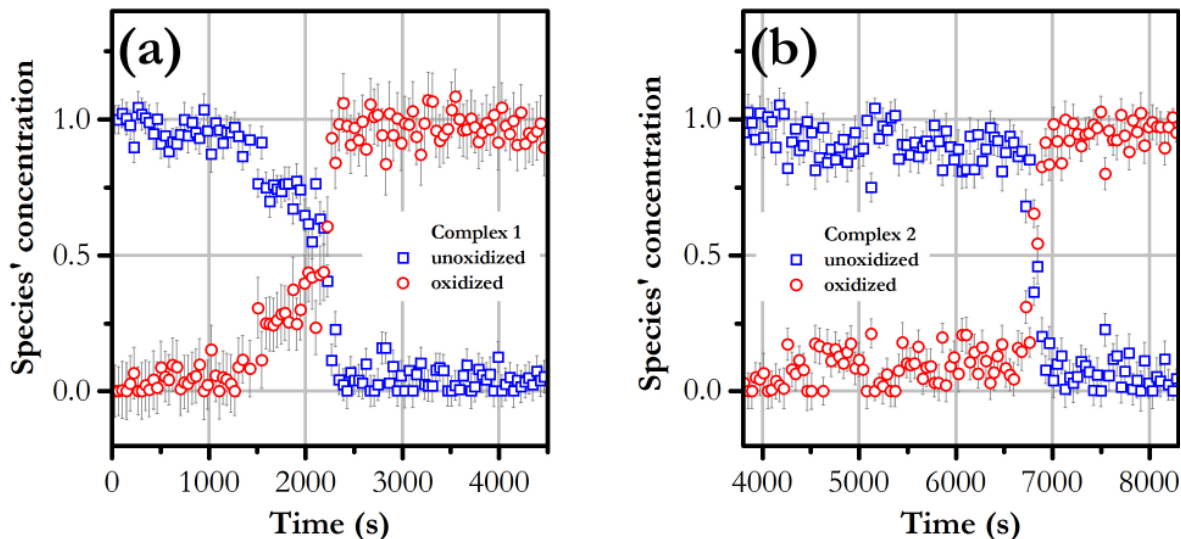 (a)
Species' concentration
1.0
0.5
0.0
Complex 1
unoxidized
oxidized
0 1000 2000 3000 4000
Time (s)
(b)
Species' concentration
1.0
0.5
0.0
Complex 2
unoxidized
oxidized
4000 5000 6000 7000 8000
Time (s)